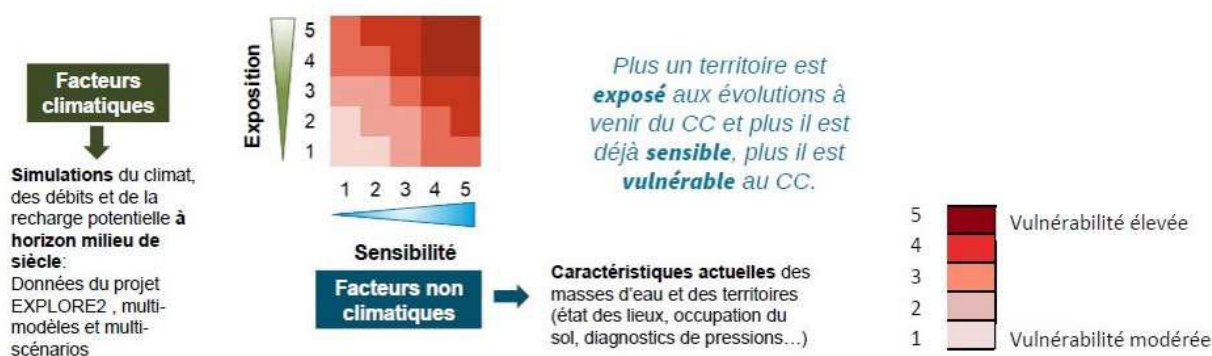 Facteurs
climatiques
Simulations du climat,
des débits et de la
recharge potentielle à
horizon milieu de
siècle:
Données du projet
EXPLORE2 , multi-
modèles et multi-
scénarios
Exposition
5
4
3
2
1
1 2 3 4 5
Sensibilité
Facteurs non
climatiques
Caractéristiques actuelles des
masses d'eau et des territoires
(état des lieux, occupation du
sol, diagnostics de pressions…)
Plus un territoire est
exposé aux évolutions à
venir du CC et plus il est
déjà sensible, plus il est
vulnérable au CC.
5 Vulnérabilité élevée
4
3
2
1 Vulnérabilité modérée